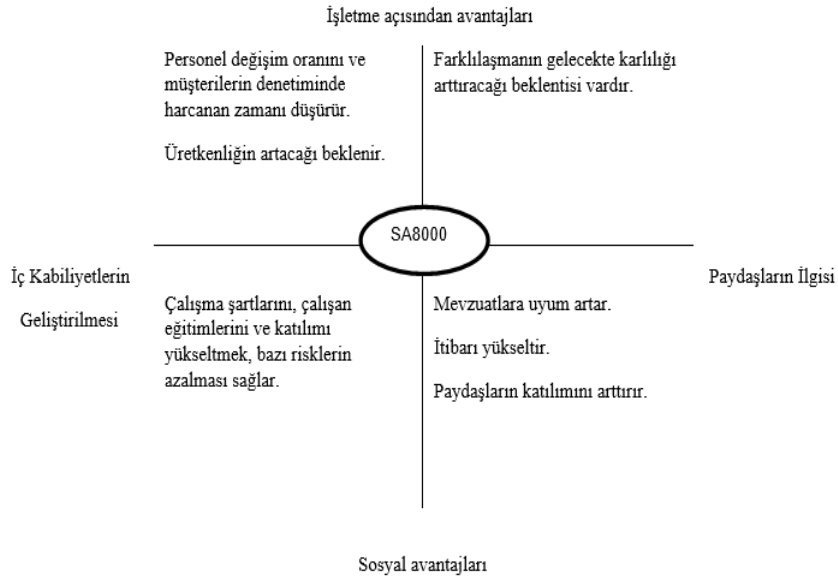 İşletme açısından avantajları
Personel değişim oranını ve
müşterilerin denetiminde
harcanan zamanı düşürür.
Üretkenliğin artacağı beklenir.
Farklılaşmanın gelecekte karlılığı
arttıracağı beklentisi vardır.
SA8000
İç Kabiliyetlerin
Geliştirilmesi
Paydaşların İlgisi
Çalışma şartlarını, çalışan
eğitimlerini ve katılımı
yükseltmek, bazı risklerin
azalması sağlar.
Mevzuatlara uyum artar.
İtibarı yükseltir.
Paydaşların katılımını arttırır.
Sosyal avantajları